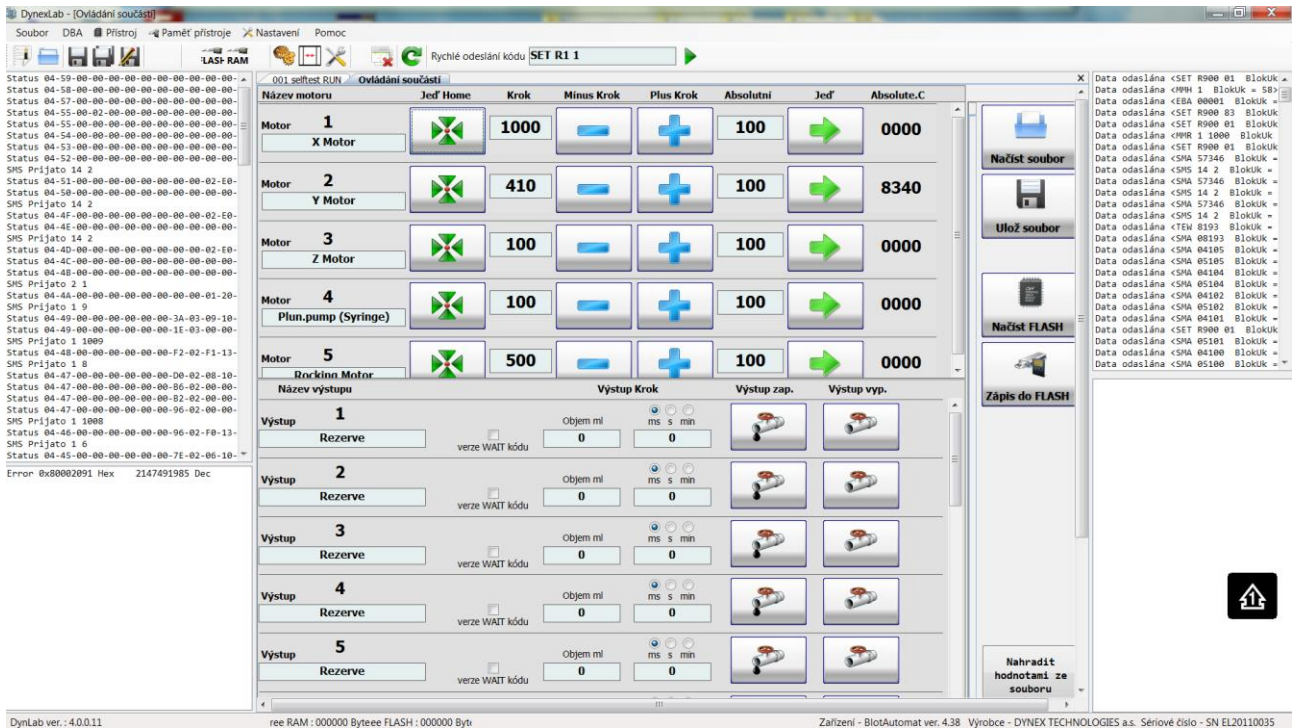 DynexLab - [Ovládání součástí]
Soubor DBA Přístroj Paměť přístroje Nastavení Pomoc
FLASH RAM Rychlé odeslání kódu SET R1 1
001 selftest RUN Ovládání součástí
Status 04-59-00-00-00-00-00-00-00-00-
Status 04-58-00-00-00-00-00-00-00-00-
Status 04-57-00-00-00-00-00-00-00-00-
Status 04-55-00-02-00-00-00-00-00-00-
Status 04-55-00-00-00-00-00-00-00-00-
Status 04-54-00-00-00-00-00-00-00-00-
Status 04-53-00-00-00-00-00-00-00-00-
Status 04-52-00-00-00-00-00-00-00-00-
SMS Prijato 14 2
Status 04-51-00-00-00-00-00-00-02-E0-
Status 04-50-00-00-00-00-00-00-00-00-
SMS Prijato 14 2
Status 04-4F-00-00-00-00-00-00-02-E0-
Status 04-4E-00-00-00-00-00-00-00-00-
SMS Prijato 14 2
Status 04-4D-00-00-00-00-00-00-02-E0-
Status 04-4C-00-00-00-00-00-00-00-00-
Status 04-4B-00-00-00-00-00-00-00-00-
SMS Prijato 2 1
Status 04-4A-00-00-00-00-00-00-01-20-
SMS Prijato 1 9
Status 04-49-00-00-00-00-00-3A-03-09-10-
Status 04-49-00-00-00-00-00-1E-03-00-00-
SMS Prijato 1 1009
Status 04-48-00-00-00-00-00-F2-02-F1-13-
SMS Prijato 1 8
Status 04-47-00-00-00-00-00-D0-02-08-10-
Status 04-47-00-00-00-00-00-B6-02-00-00-
Status 04-47-00-00-00-00-00-B2-02-00-00-
Status 04-47-00-00-00-00-00-96-02-00-00-
SMS Prijato 1 1008
Status 04-46-00-00-00-00-00-96-02-F0-13-
SMS Prijato 1 6
Status 04-45-00-00-00-00-00-7E-02-06-10-
Error 0x80002091 Hex 2147491985 Dec
Název motoru Jeď Home Krok Mínus Krok Plus Krok Absolutní Jeď Absolute.C
Motor 1 1000 100 0000
X Motor
Motor 2 410 100 8340
Y Motor
Motor 3 100 100 0000
Z Motor
Motor 4 100 100 0000
Plun.pump (Syringe)
Motor 5 500 100 0000
Rocking Motor
Název výstupu Výstup Krok Výstup zap. Výstup vyp.
Výstup 1 Objem ml ms s min
Rezerve verze WAIT kódu 0 0
Výstup 2 Objem ml ms s min
Rezerve verze WAIT kódu 0 0
Výstup 3 Objem ml ms s min
Rezerve verze WAIT kódu 0 0
Výstup 4 Objem ml ms s min
Rezerve verze WAIT kódu 0 0
Výstup 5 Objem ml ms s min
Rezerve verze WAIT kódu 0 0
Načíst soubor
Ulož soubor
Načíst FLASH
Zápis do FLASH
Nahradit
hodnotami ze
souboru
Data odaslána <SET R900 01 BlokUk
Data odaslána <MMH 1 BlokUk = 58>
Data odaslána <EBA 00001 BlokUk =
Data odaslána <SET R900 83 BlokUk
Data odaslána <SET R900 01 BlokUk
Data odaslána <MMR 1 1000 BlokUk
Data odaslána <SET R900 01 BlokUk
Data odaslána <SMA 57346 BlokUk =
Data odaslána <SMS 14 2 BlokUk =
Data odaslána <SMA 57346 BlokUk =
Data odaslána <SMS 14 2 BlokUk =
Data odaslána <SMA 57346 BlokUk =
Data odaslána <SMS 14 2 BlokUk =
Data odaslána <TEW 8193 BlokUk =
Data odaslána <SMA 08193 BlokUk =
Data odaslána <SMA 04105 BlokUk =
Data odaslána <SMA 05105 BlokUk =
Data odaslána <SMA 04104 BlokUk =
Data odaslána <SMA 05104 BlokUk =
Data odaslána <SMA 04102 BlokUk =
Data odaslána <SMA 05102 BlokUk =
Data odaslána <SMA 04101 BlokUk =
Data odaslána <SET R900 01 BlokUk
Data odaslána <SMA 05101 BlokUk =
Data odaslána <SMA 04100 BlokUk =
Data odaslána <SMA 05100 BlokUk =
1
DynLab ver.: 4.0.0.11 ree RAM : 000000 Byteee FLASH : 000000 Byt Zařízení - BlotAutomat ver. 4.38 Výrobce - DYNEX TECHNOLOGIES a.s. Sériové číslo - SN EL20110035